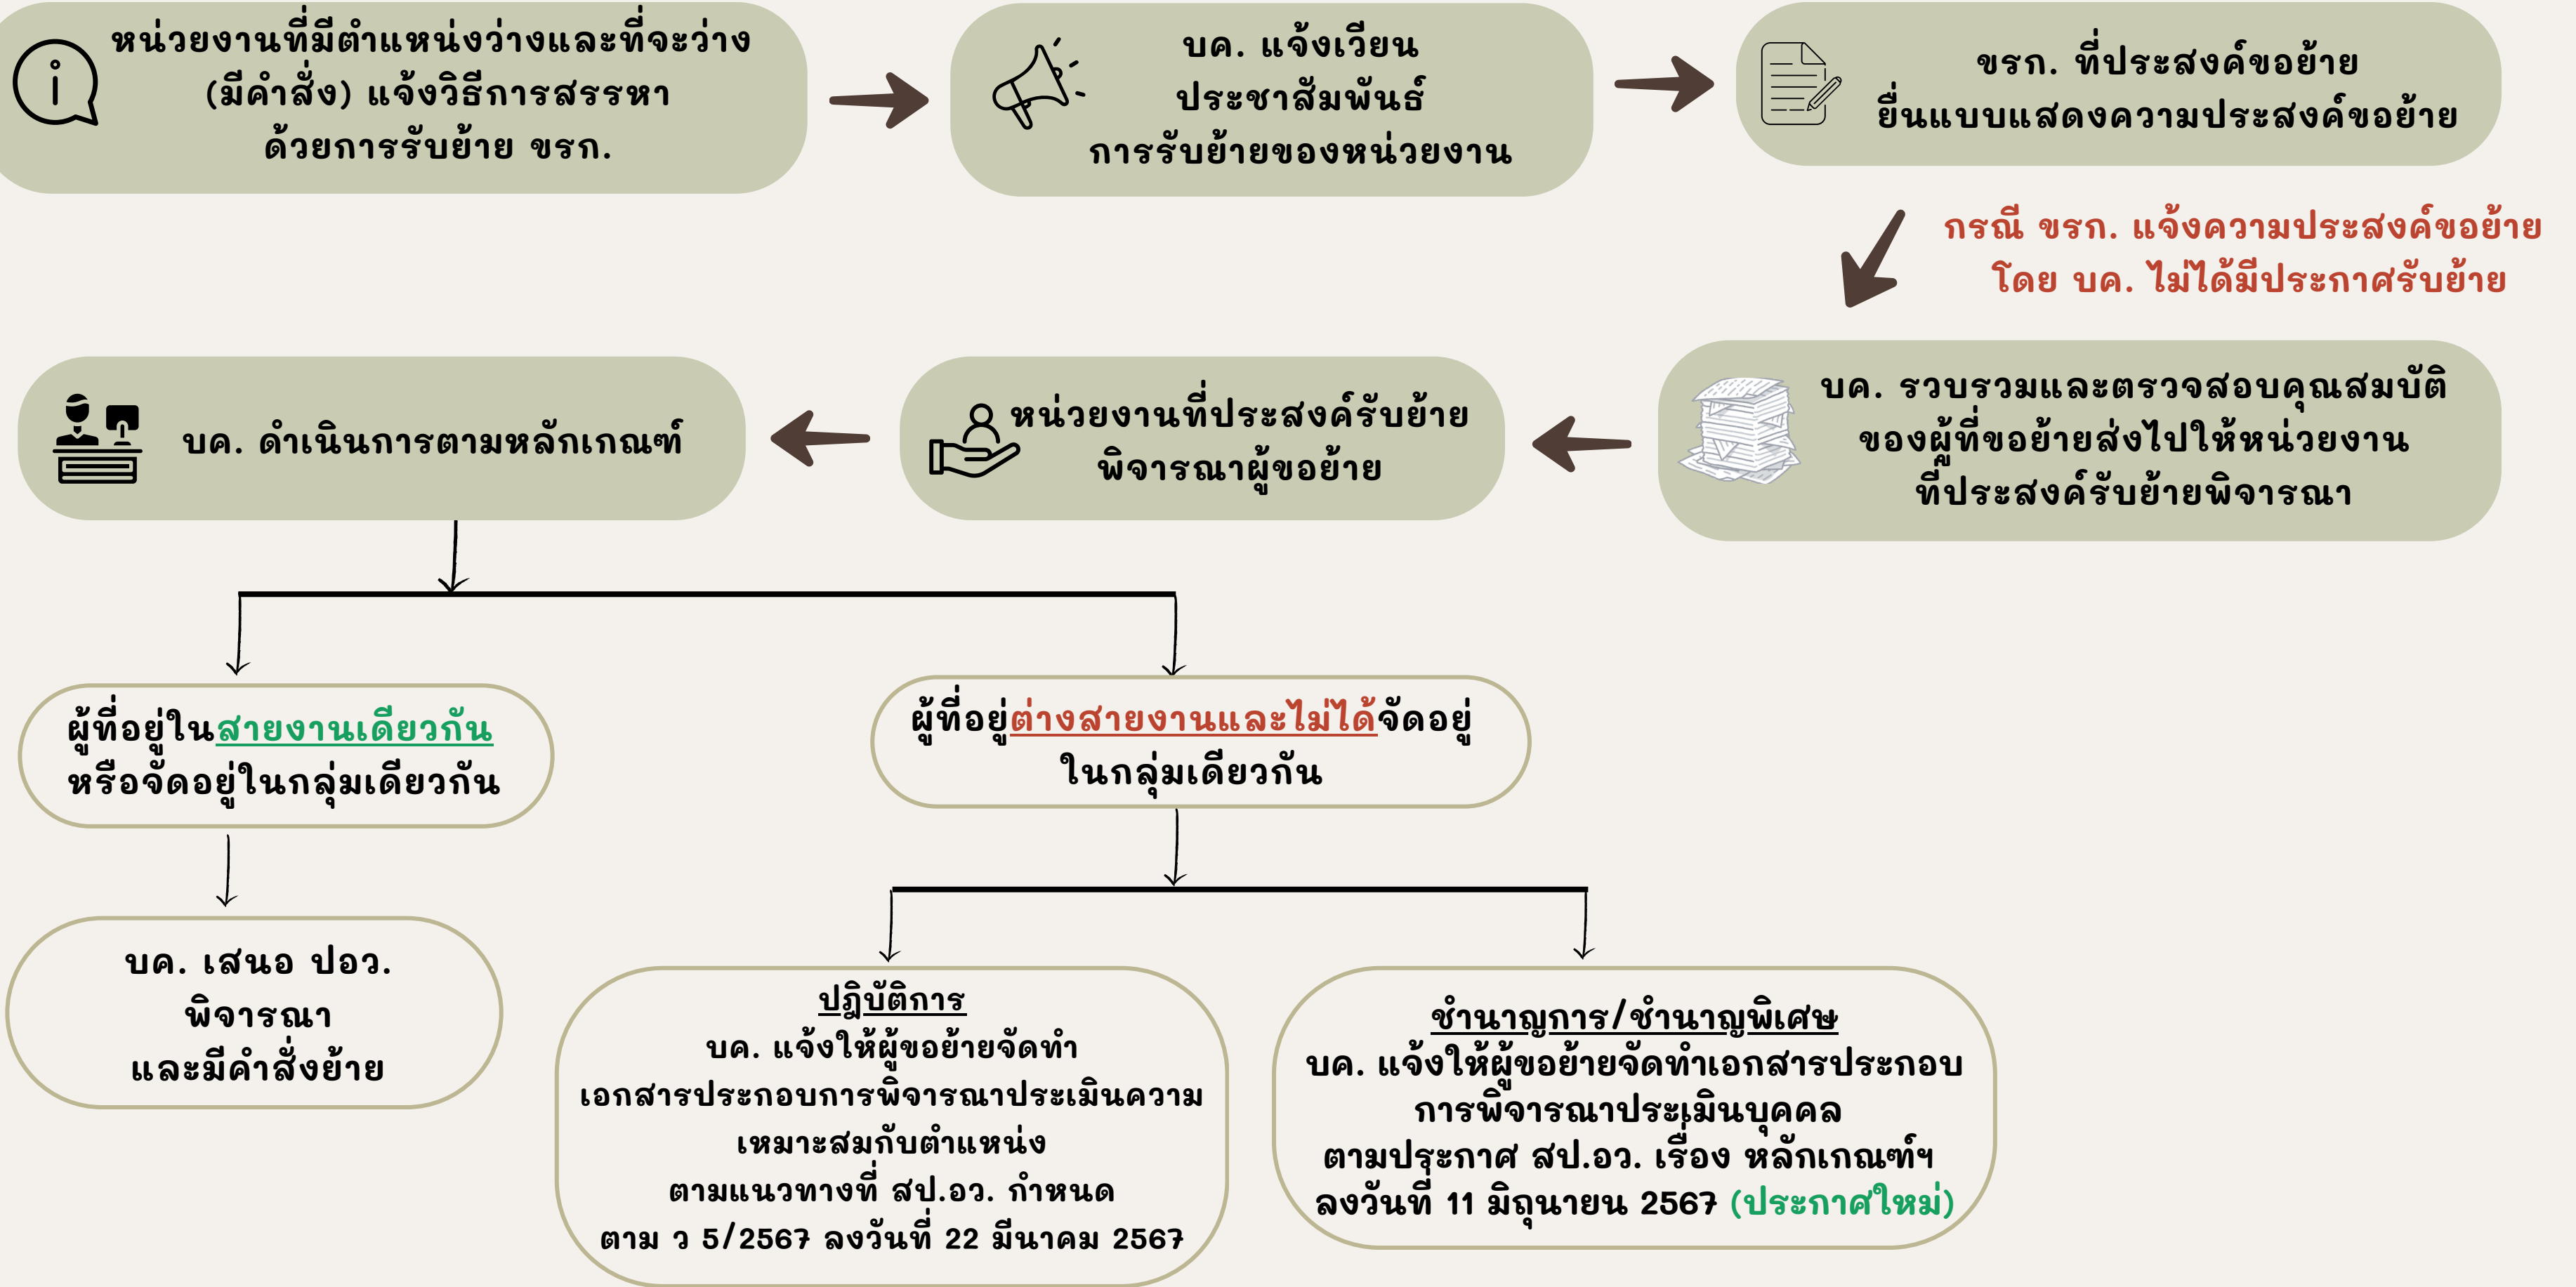 หน่วยงานที่มีตำแหน่งว่างและที่จะว่าง
(มีคำสั่ง) แจ้งวิธีการสรรหา
ด้วยการรับย้าย ขรก.
บค. แจ้งเวียน
ประชาสัมพันธ์
การรับย้ายของหน่วยงาน
ขรก. ที่ประสงค์ขอย้าย
ยื่นแบบแสดงความประสงค์ขอย้าย
กรณี ขรก. แจ้งความประสงค์ขอย้าย
โดย บค. ไม่ได้มีประกาศรับย้าย
บค. รวบรวมและตรวจสอบคุณสมบัติ
ของผู้ที่ขอย้ายส่งไปให้หน่วยงาน
ที่ประสงค์รับย้ายพิจารณา
หน่วยงานที่ประสงค์รับย้าย
พิจารณาผู้ขอย้าย
บค. ดำเนินการตามหลักเกณฑ์
ผู้ที่อยู่ในสายงานเดียวกัน
หรือจัดอยู่ในกลุ่มเดียวกัน
ผู้ที่อยู่ต่างสายงานและไม่ได้จัดอยู่
ในกลุ่มเดียวกัน
บค. เสนอ ปอว.
พิจารณา
และมีคำสั่งย้าย
ปฎิบัติการ
บค. แจ้งให้ผู้ขอย้ายจัดทำ
เอกสารประกอบการพิจารณาประเมินความ
เหมาะสมกับตำแหน่ง
ตามแนวทางที่ สป.อว. กำหนด
ตาม ว 5/2567 ลงวันที่ 22 มีนาคม 2567
ชำนาญการ/ชำนาญพิเศษ
บค. แจ้งให้ผู้ขอย้ายจัดทำเอกสารประกอบ
การพิจารณาประเมินบุคคล
ตามประกาศ สป.อว. เรื่อง หลักเกณฑ์ฯ
ลงวันที่ 11 มิถุนายน 2567 (ประกาศใหม่)